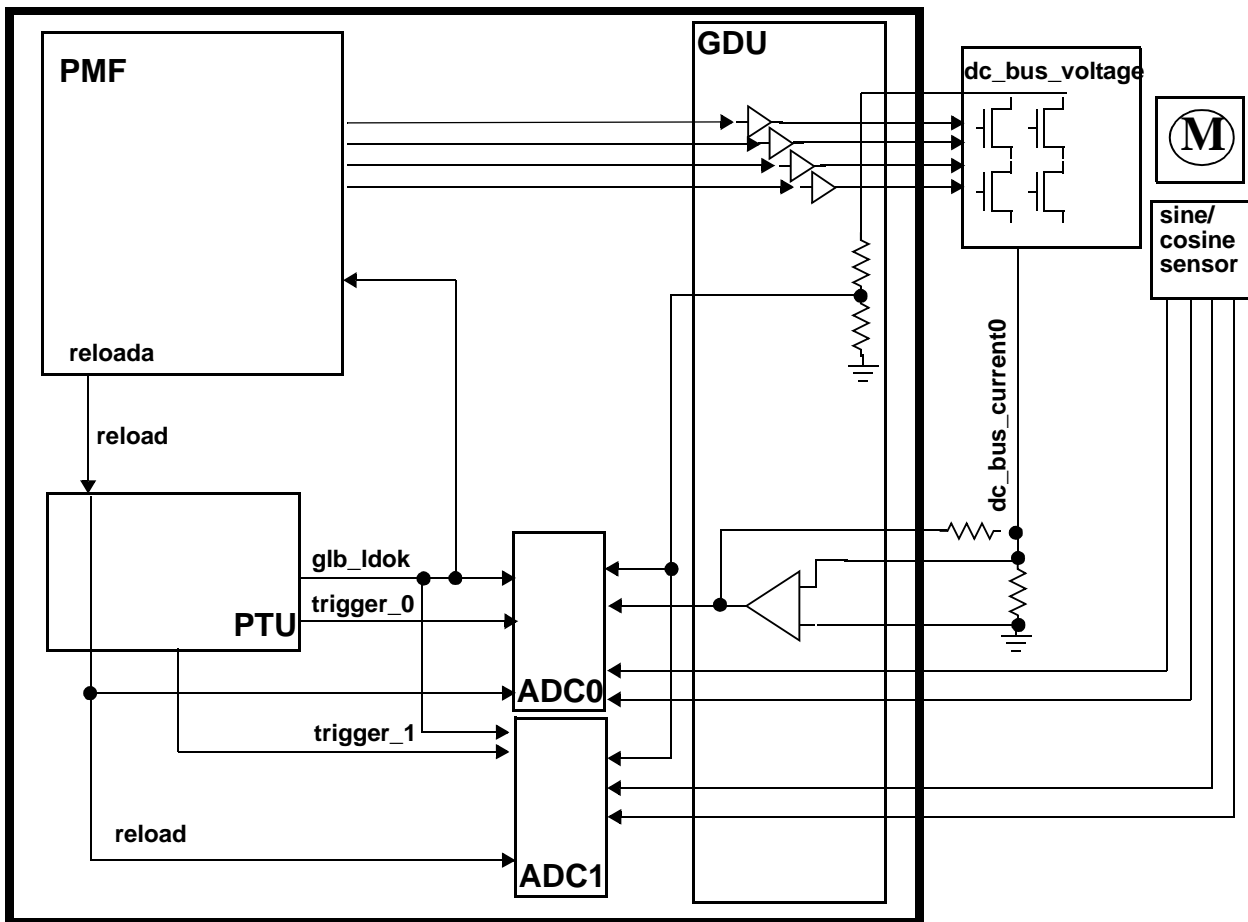 GDU
PMF
dc_bus_voltage
M
sine/
cosine
sensor
dc_bus_current0
reloada
reload
glb_ldok
trigger_0
PTU
ADC0
trigger_1
reload
ADC1